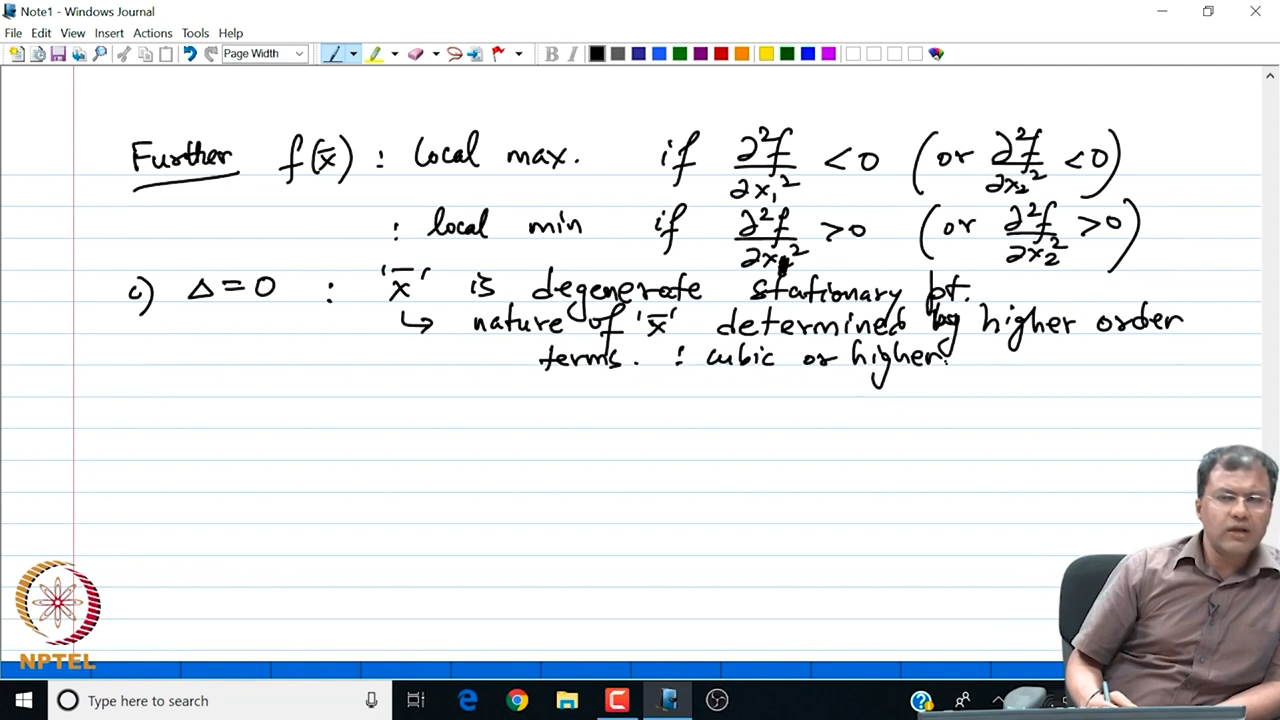 Note1 - Windows Journal
File Edit View Insert Actions Tools Help
Page Width
B I
Further f(x̄) : local max. if ∂²f/∂x₁² < 0 (or ∂²f/∂x₂² < 0)
: local min if ∂²f/∂x₁² > 0 (or ∂²f/∂x₂² > 0)
c) Δ = 0 : 'x̄' is degenerate stationary pt.
↳ nature of 'x̄' determined by higher order
terms. : cubic or higher.
NPTEL
Type here to search